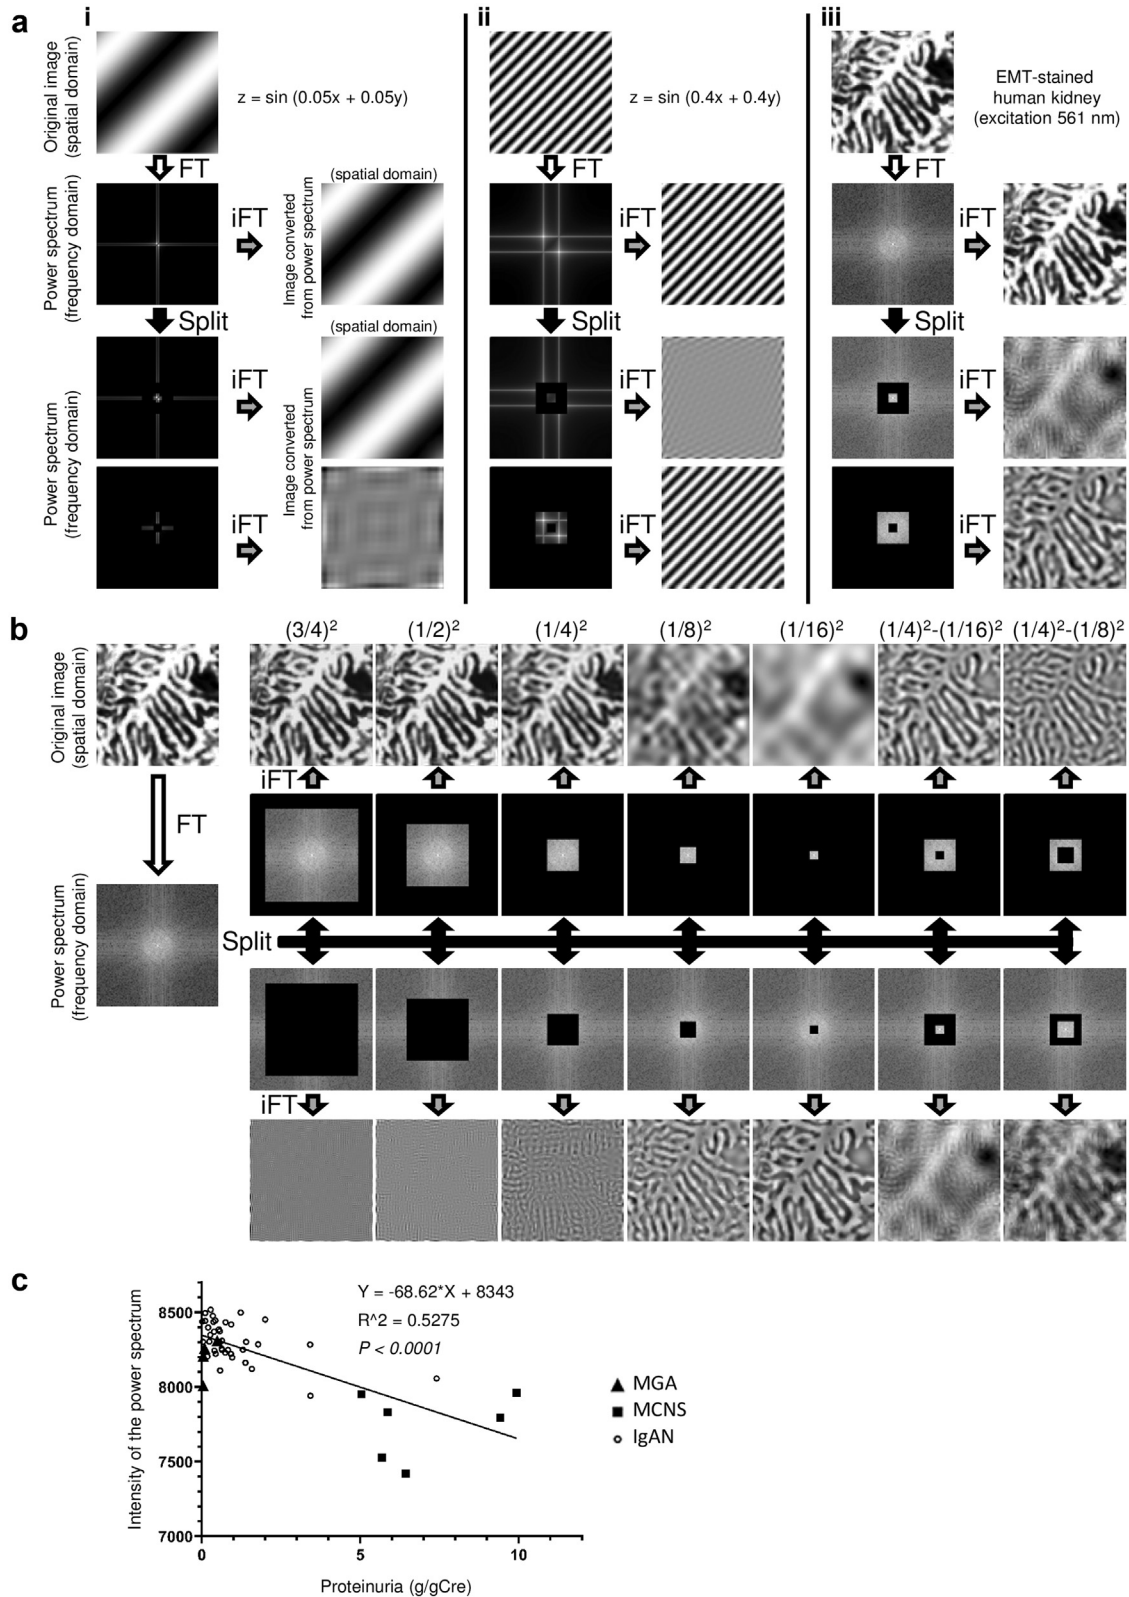 a
i
ii
iii
Original image
(spatial domain)
z = sin (0.05x + 0.05y)
z = sin (0.4x + 0.4y)
EMT-stained
human kidney
(excitation 561 nm)
FT
FT
FT
Power spectrum
(frequency domain)
iFT
(spatial domain)
Image converted
from power spectrum
iFT
iFT
Split
Split
Split
(spatial domain)
Power spectrum
(frequency domain)
iFT
iFT
Image converted
from power spectrum
iFT
iFT
iFT
iFT
b
(3/4)² (1/2)² (1/4)² (1/8)² (1/16)² (1/4)²-(1/16)² (1/4)²-(1/8)²
Original image
(spatial domain)
iFT
FT
Power spectrum
(frequency domain)
Split
iFT
c
Y = -68.62*X + 8343
R^2 = 0.5275
P < 0.0001
Intensity of the power spectrum
8500
8000
7500
7000
0 5 10
Proteinuria (g/gCre)
MGA
MCNS
IgAN